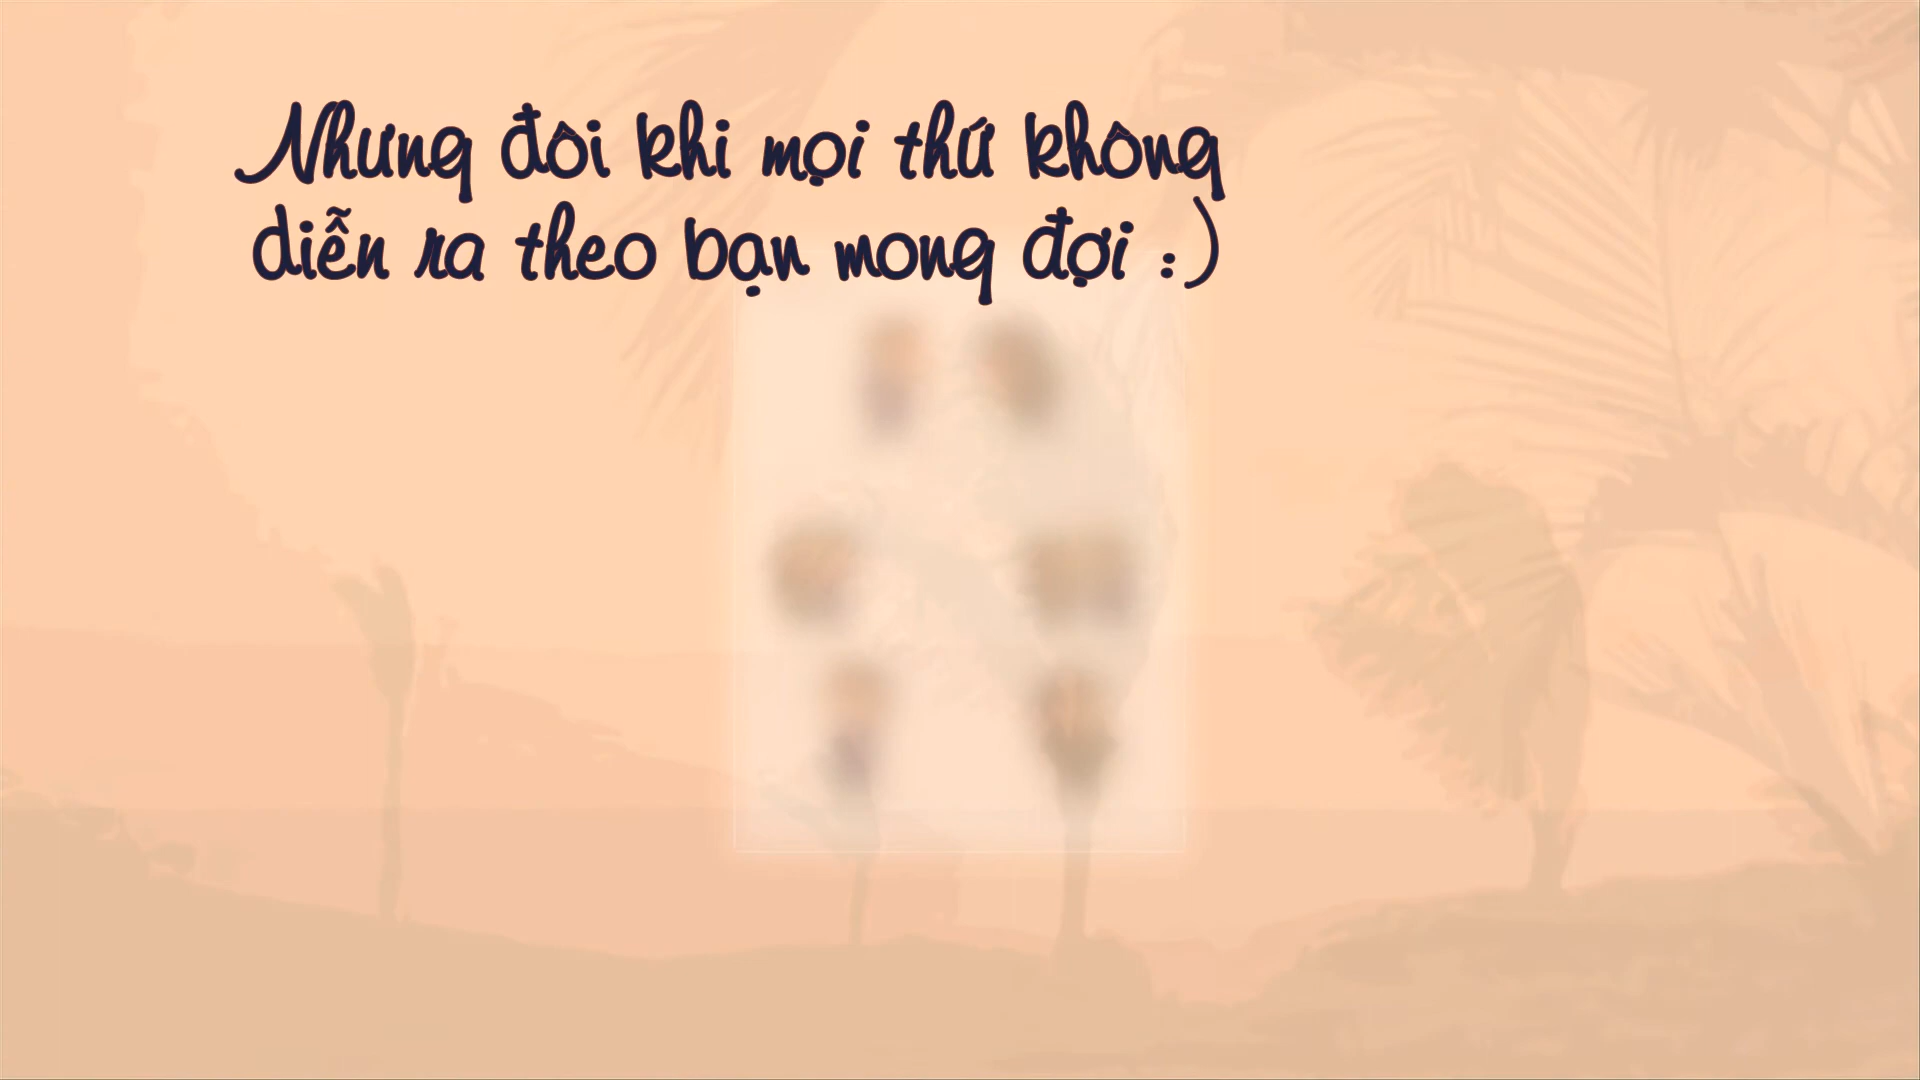 Nhưng đôi khi mọi thứ không
diễn ra theo bạn mong đợi :)